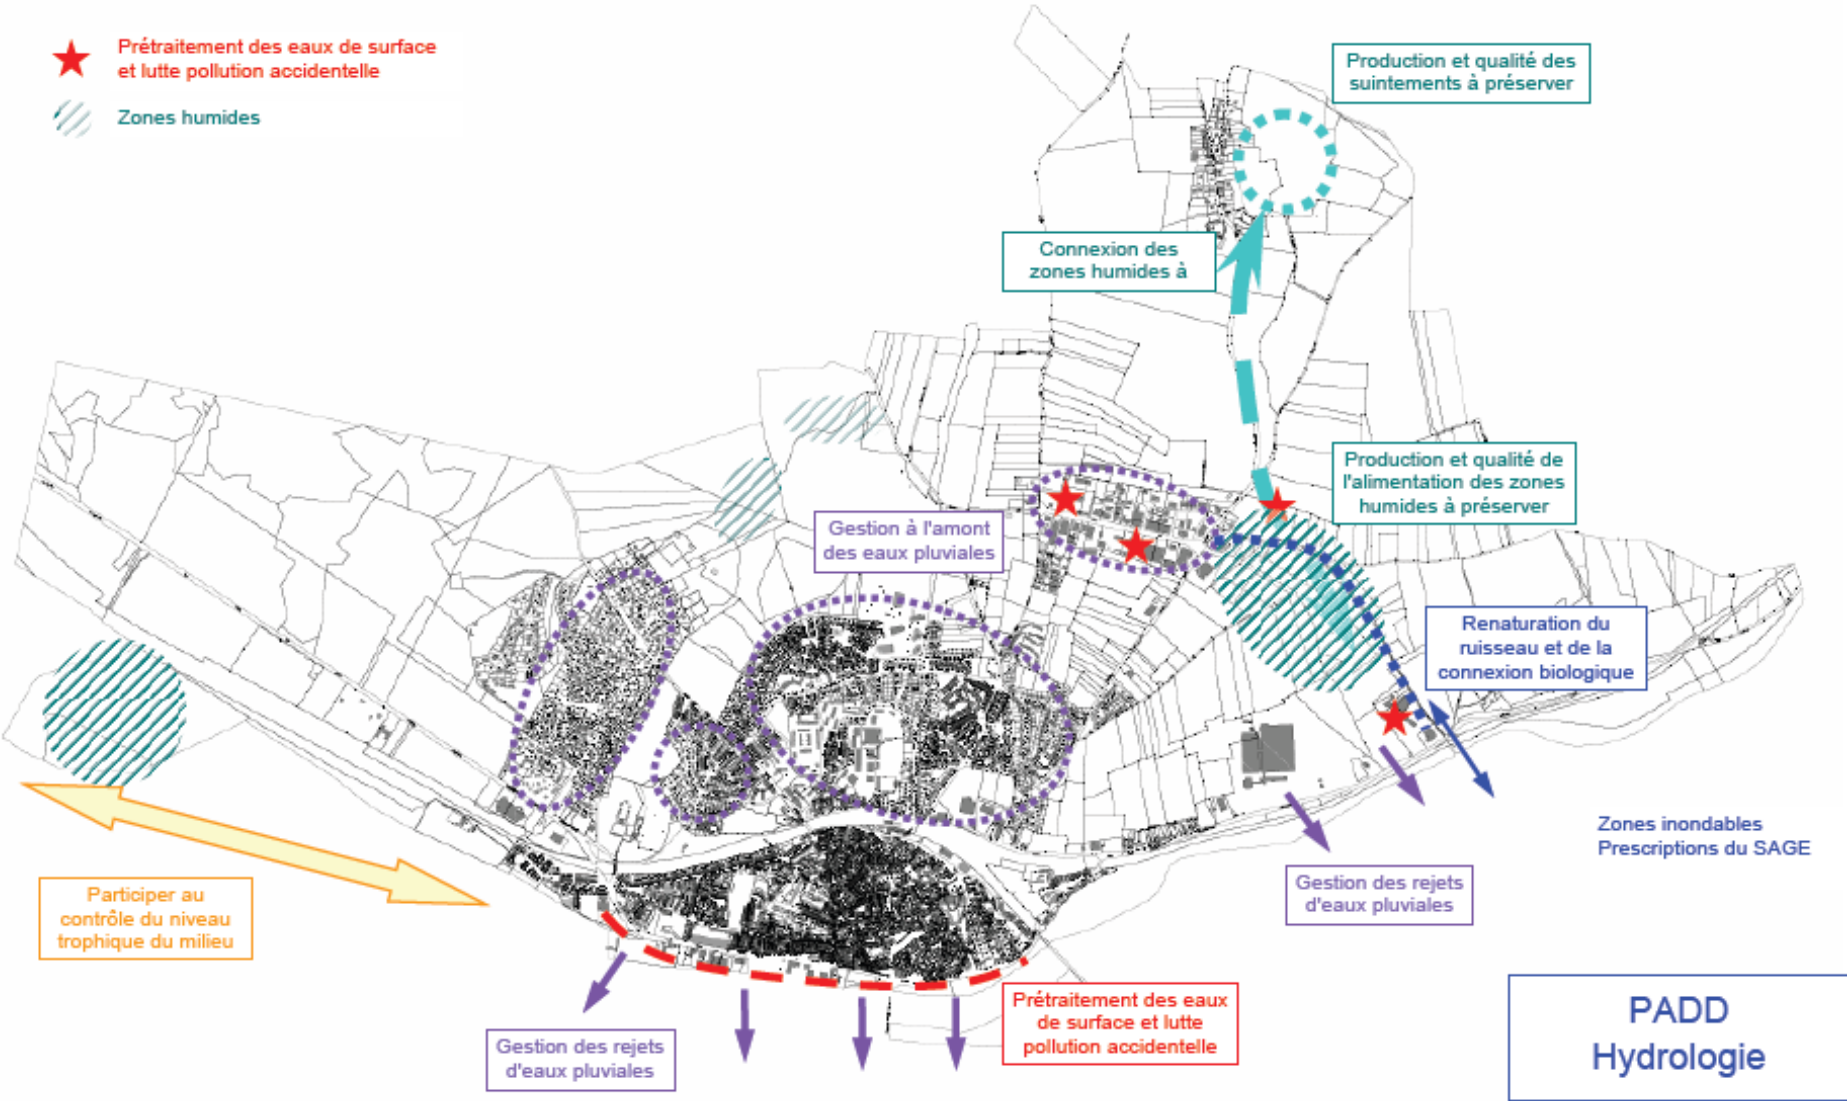 Prétraitement des eaux de surface
et lutte pollution accidentelle
Zones humides
Production et qualité des
suintements à préserver
Connexion des
zones humides à
Production et qualité de
l'alimentation des zones
humides à préserver
Gestion à l'amont
des eaux pluviales
Renaturation du
ruisseau et de la
connexion biologique
Zones inondables
Prescriptions du SAGE
Gestion des rejets
d'eaux pluviales
Participer au
contrôle du niveau
trophique du milieu
Prétraitement des eaux
de surface et lutte
pollution accidentelle
Gestion des rejets
d'eaux pluviales
PADD
Hydrologie